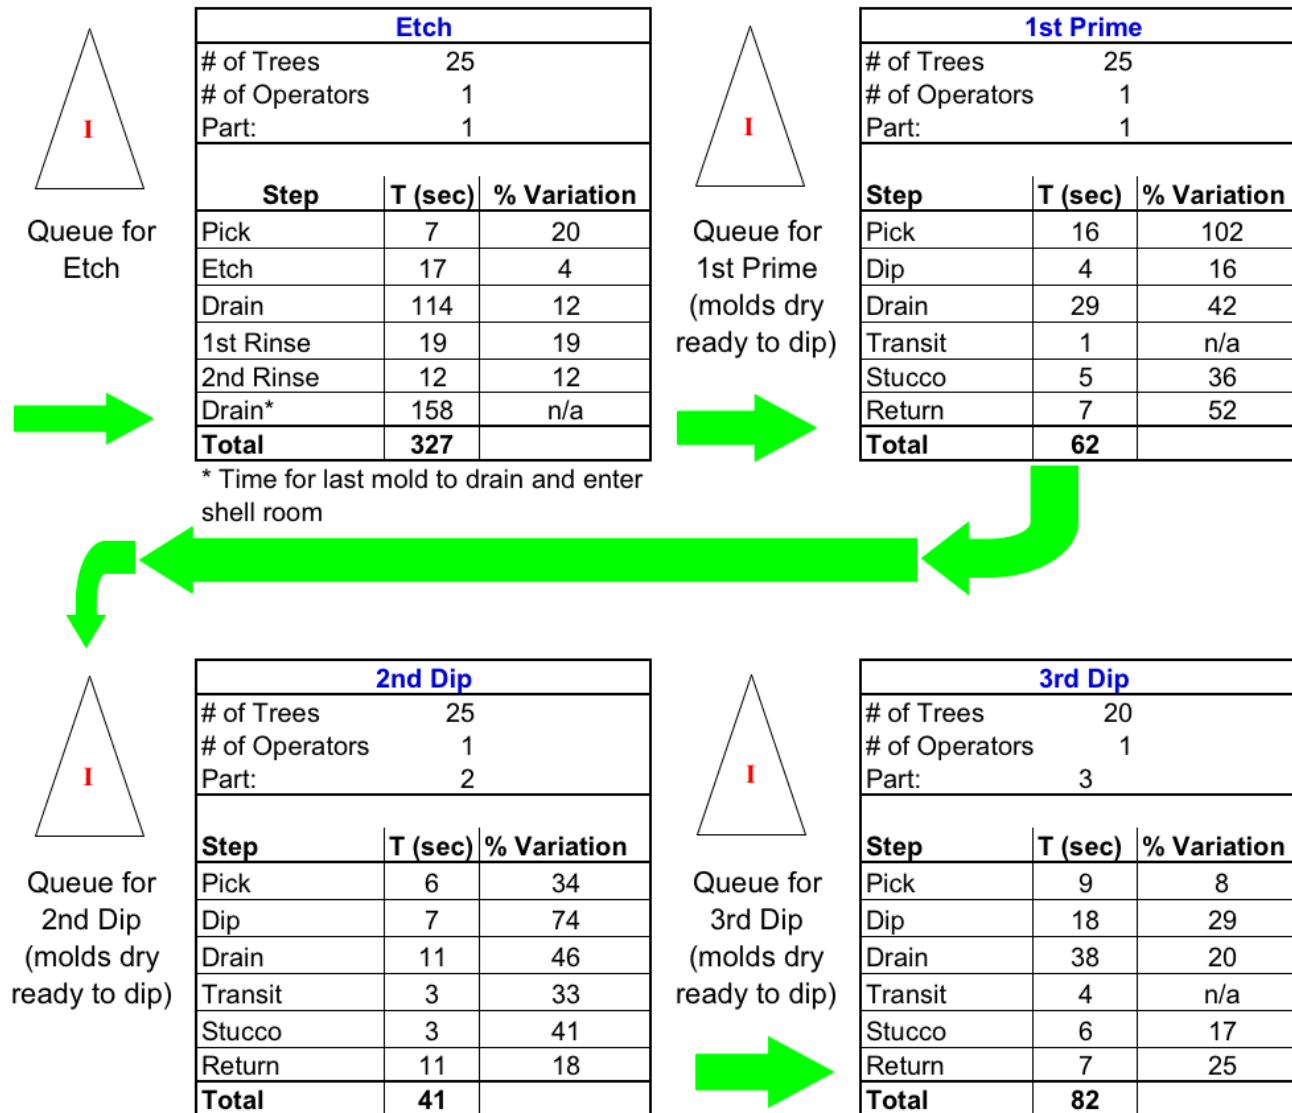 Etch
# of Trees 25
# of Operators 1
Part: 1
Step T (sec) % Variation
Pick 7 20
Etch 17 4
Drain 114 12
1st Rinse 19 19
2nd Rinse 12 12
Drain* 158 n/a
Total 327
* Time for last mold to drain and enter
shell room
I
Queue for
Etch
1st Prime
# of Trees 25
# of Operators 1
Part: 1
Step T (sec) % Variation
Pick 16 102
Dip 4 16
Drain 29 42
Transit 1 n/a
Stucco 5 36
Return 7 52
Total 62
I
Queue for
1st Prime
(molds dry
ready to dip)
2nd Dip
# of Trees 25
# of Operators 1
Part: 2
Step T (sec) % Variation
Pick 6 34
Dip 7 74
Drain 11 46
Transit 3 33
Stucco 3 41
Return 11 18
Total 41
I
Queue for
2nd Dip
(molds dry
ready to dip)
3rd Dip
# of Trees 20
# of Operators 1
Part: 3
Step T (sec) % Variation
Pick 9 8
Dip 18 29
Drain 38 20
Transit 4 n/a
Stucco 6 17
Return 7 25
Total 82
I
Queue for
3rd Dip
(molds dry
ready to dip)